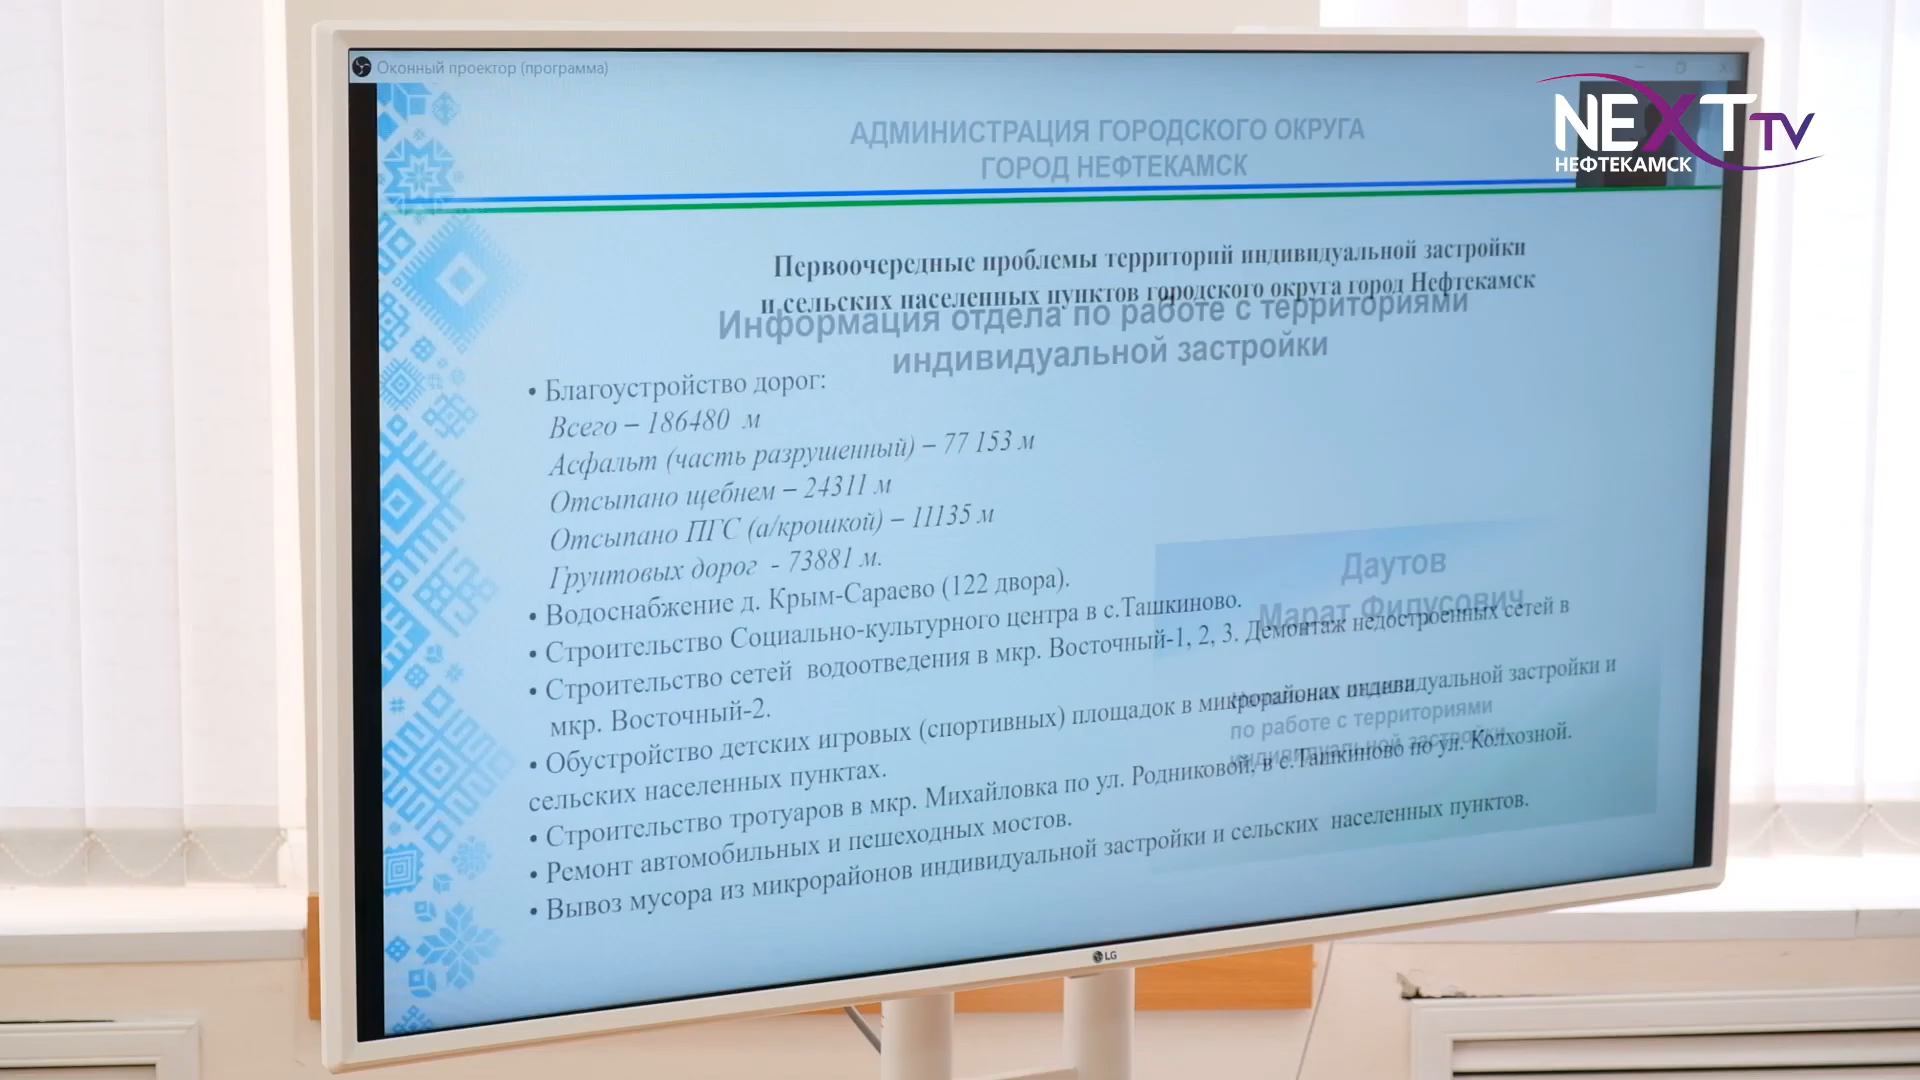 Оконный проектор (программа)
NEXT TV
НЕФТЕКАМСК
АДМИНИСТРАЦИЯ ГОРОДСКОГО ОКРУГА
ГОРОД НЕФТЕКАМСК
Первоочередные проблемы территорий индивидуальной застройки
и сельских населенных пунктов городского округа город Нефтекамск
Информация отдела по работе с территориями
индивидуальной застройки
• Благоустройство дорог:
Всего – 186480 м
Асфальт (часть разрушенный) – 77 153 м
Отсыпано щебнем – 24311 м
Отсыпано ПГС (а/крошкой) – 11135 м
Грунтовых дорог - 73881 м.
Даутов
Марат Филусович
• Водоснабжение д. Крым-Сараево (122 двора).
• Строительство Социально-культурного центра в с.Ташкиново.
• Строительство сетей водоотведения в мкр. Восточный-1, 2, 3. Демонтаж недостроенных сетей в
мкр. Восточный-2.
• Обустройство детских игровых (спортивных) площадок в микрорайонах индивидуальной застройки и
сельских населенных пунктах.
по работе с территориями
индивидуальной застройки
• Строительство тротуаров в мкр. Михайловка по ул. Родниковой, в с.Ташкиново по ул. Колхозной.
• Ремонт автомобильных и пешеходных мостов.
• Вывоз мусора из микрорайонов индивидуальной застройки и сельских населенных пунктов.
LG